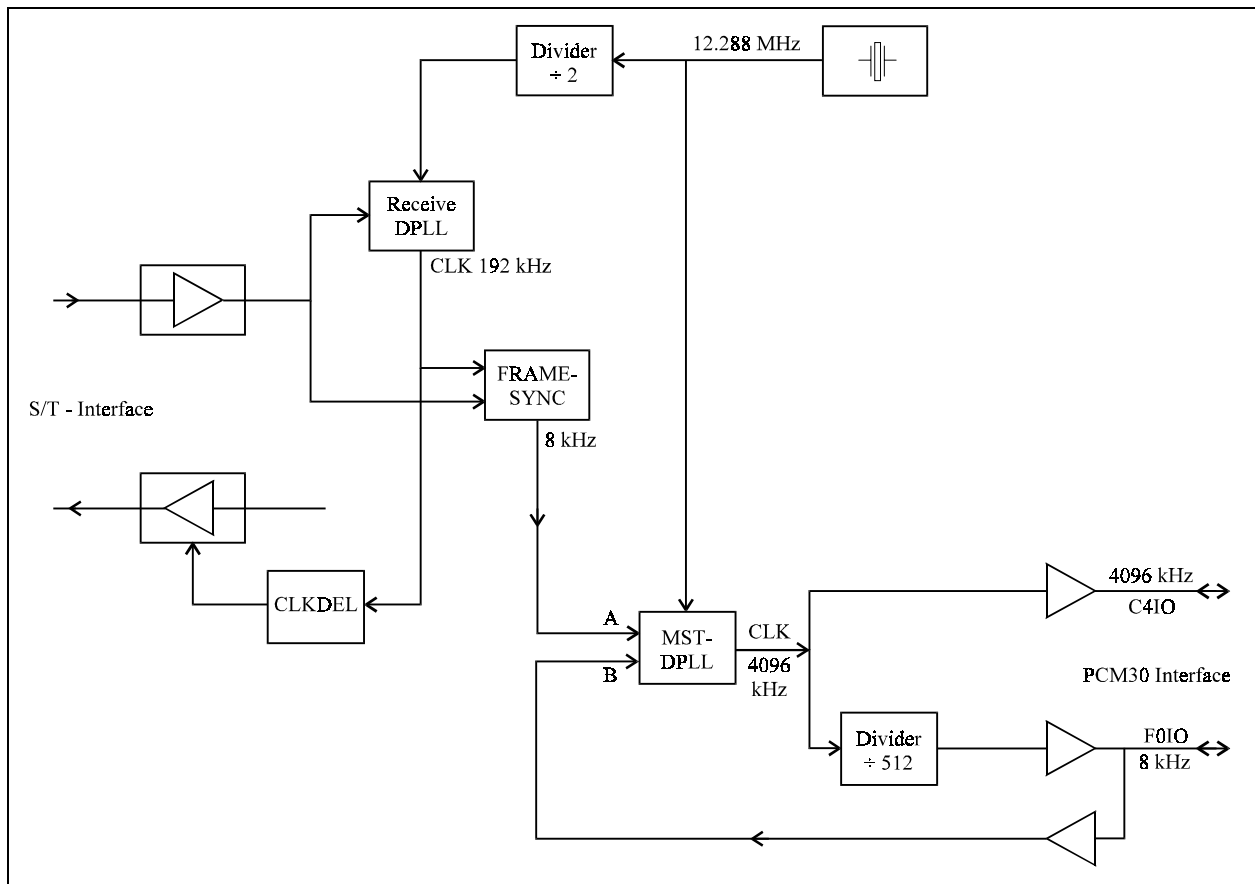 Divider
÷ 2
12.288 MHz
Receive
DPLL
CLK 192 kHz
FRAME-
SYNC
S/T - Interface
8 kHz
CLKDEL
A
B
MST-
DPLL
CLK
4096
kHz
4096 kHz
C4IO
PCM30 Interface
Divider
÷ 512
F0IO
8 kHz